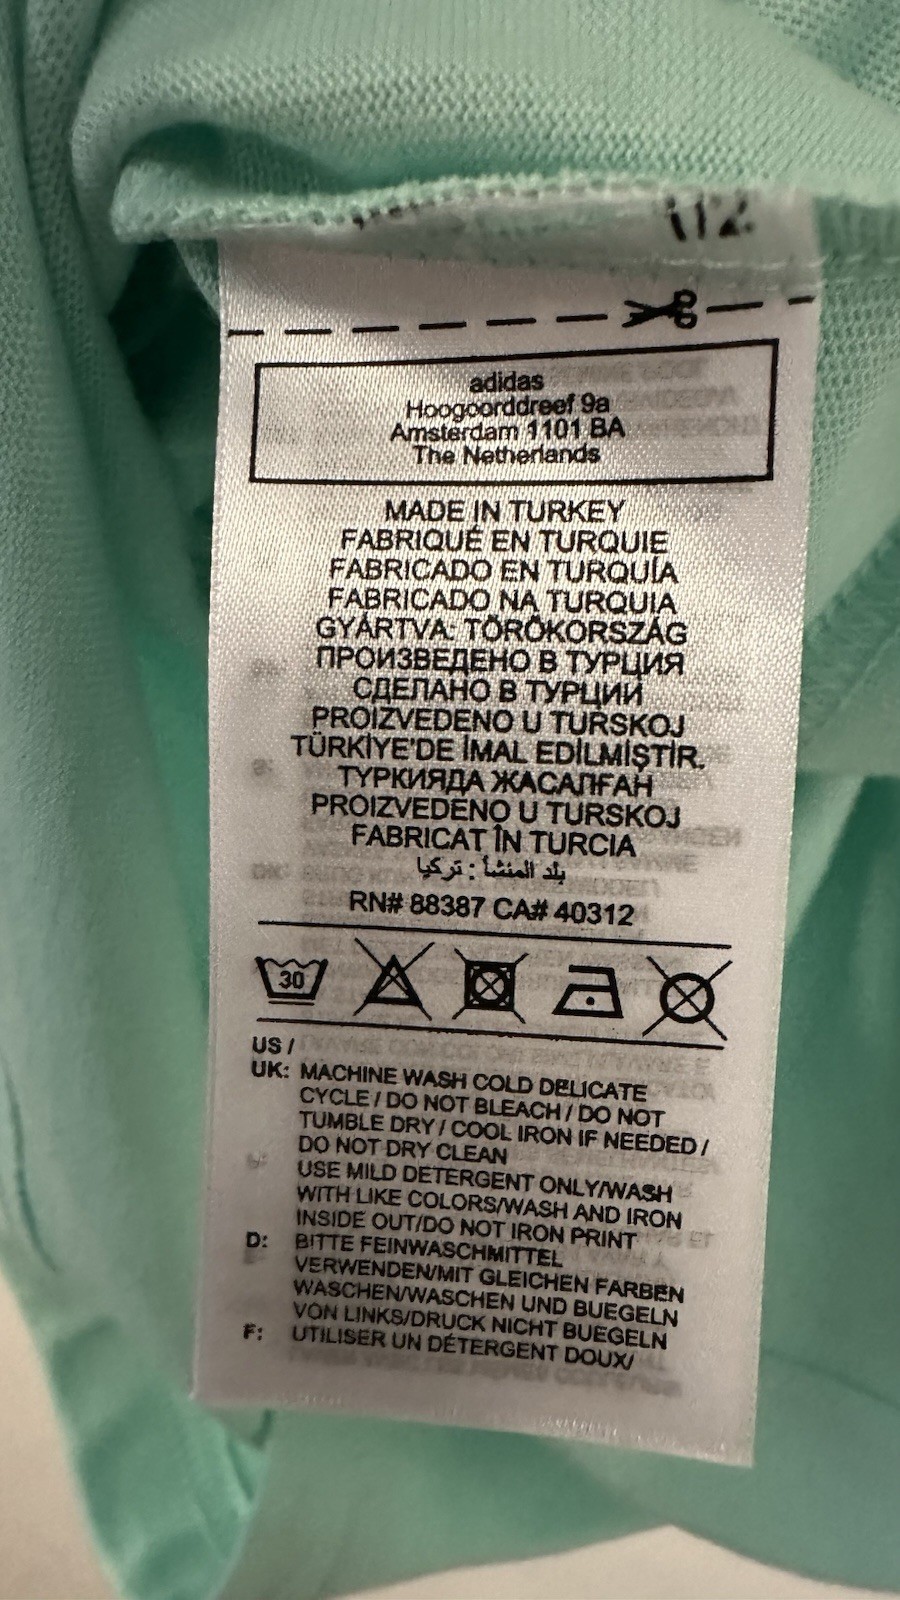 adidas
Hoogoorddreef 9a
Amsterdam 1101 BA
The Netherlands
MADE IN TURKEY
FABRIQUÉ EN TURQUIE
FABRICADO EN TURQUÍA
FABRICADO NA TURQUIA
GYÁRTVA: TÖRÖKORSZÁG
ПРОИЗВЕДЕНО В ТУРЦИЯ
СДЕЛАНО В ТУРЦИИ
PROIZVEDENO U TURSKOJ
TÜRKİYE'DE İMAL EDİLMİŞTİR.
ТУРКИЯДА ЖАСАЛҒАН
PROIZVEDENO U TURSKOJ
FABRICAT ÎN TURCIA
بلد المنشأ : تركيا
RN# 88387 CA# 40312
30
US /
UK: MACHINE WASH COLD DELICATE
CYCLE / DO NOT BLEACH / DO NOT
TUMBLE DRY / COOL IRON IF NEEDED /
DO NOT DRY CLEAN
USE MILD DETERGENT ONLY/WASH
WITH LIKE COLORS/WASH AND IRON
INSIDE OUT/DO NOT IRON PRINT
D: BITTE FEINWASCHMITTEL
VERWENDEN/MIT GLEICHEN FARBEN
WASCHEN/WASCHEN UND BUEGELN
VON LINKS/DRUCK NICHT BUEGELN
F: UTILISER UN DÉTERGENT DOUX/